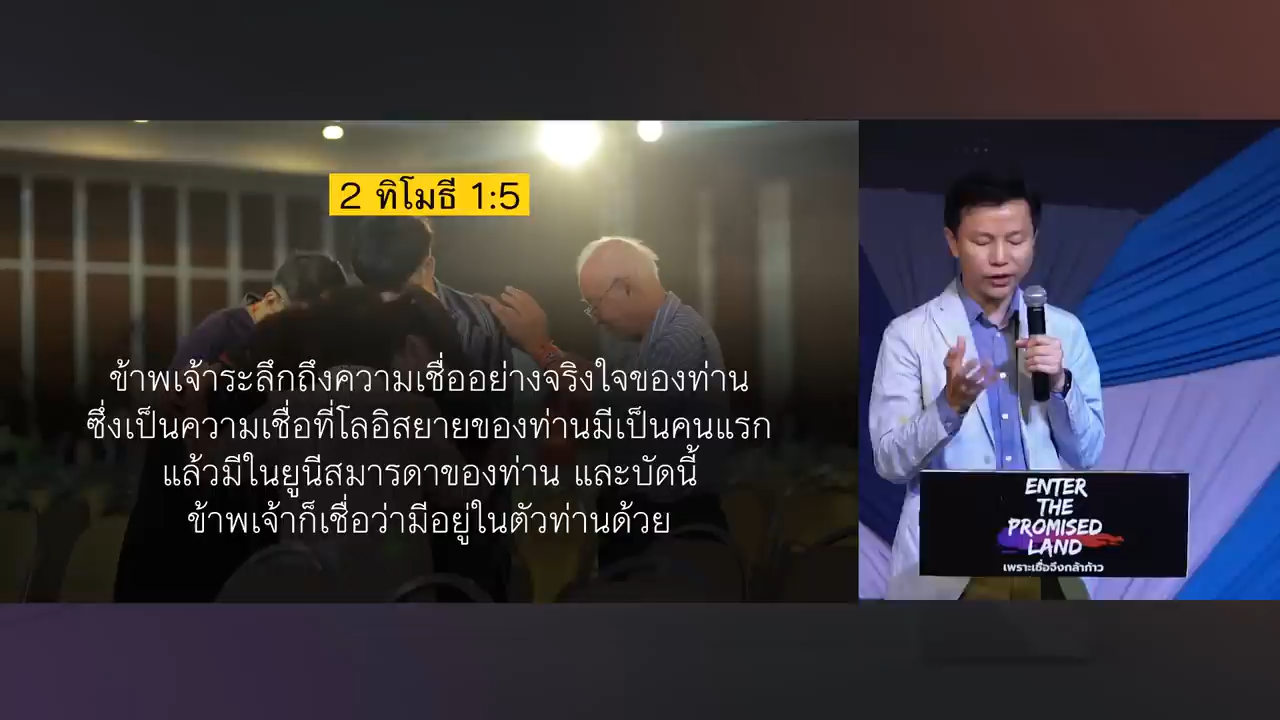 2 ทิโมธี 1:5
ข้าพเจ้าระลึกถึงความเชื่ออย่างจริงใจของท่าน
ซึ่งเป็นความเชื่อที่โลอิสยายของท่านมีเป็นคนแรก
แล้วมีในยูนีสมารดาของท่าน และบัดนี้
ข้าพเจ้าก็เชื่อว่ามีอยู่ในตัวท่านด้วย
ENTER
THE
PROMISED
LAND
เพราะเชื่อจึงกล้าก้าว